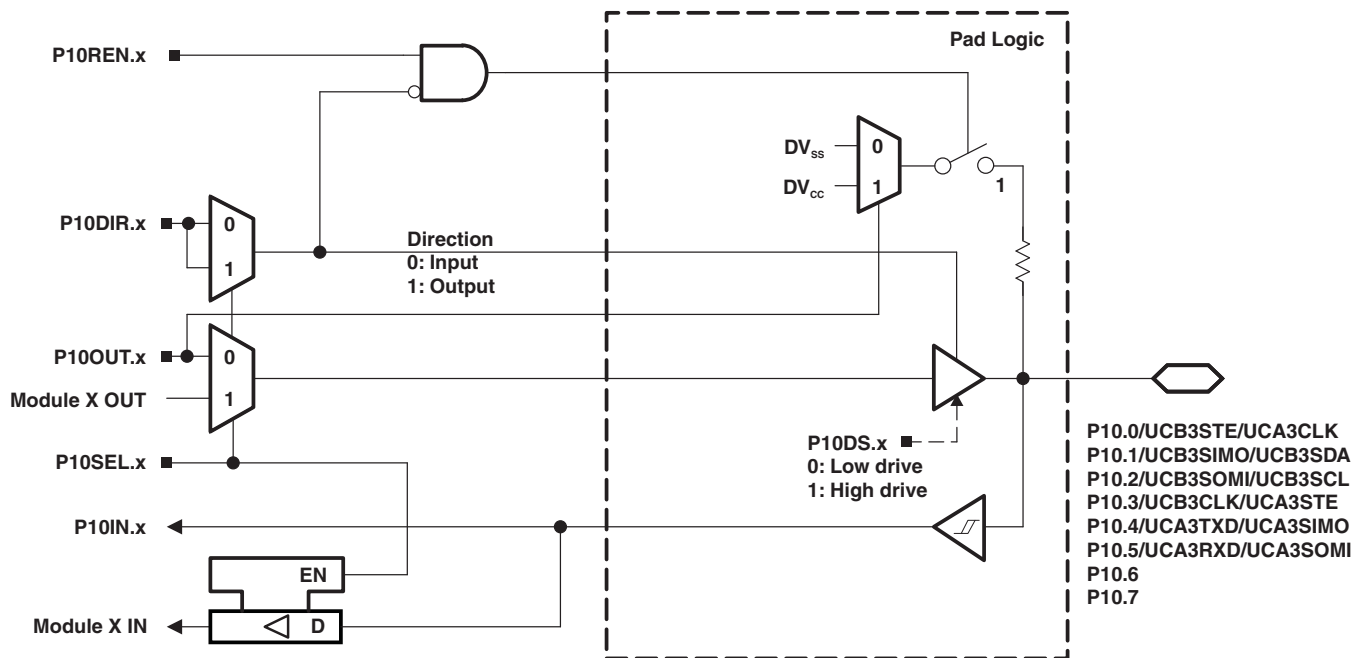 Pad Logic
P10REN.x
DVss
0
DVcc
1
1
P10DIR.x
0
1
Direction
0: Input
1: Output
P10OUT.x
0
Module X OUT
1
P10SEL.x
P10DS.x
0: Low drive
1: High drive
P10IN.x
EN
Module X IN
D
P10.0/UCB3STE/UCA3CLK
P10.1/UCB3SIMO/UCB3SDA
P10.2/UCB3SOMI/UCB3SCL
P10.3/UCB3CLK/UCA3STE
P10.4/UCA3TXD/UCA3SIMO
P10.5/UCA3RXD/UCA3SOMI
P10.6
P10.7